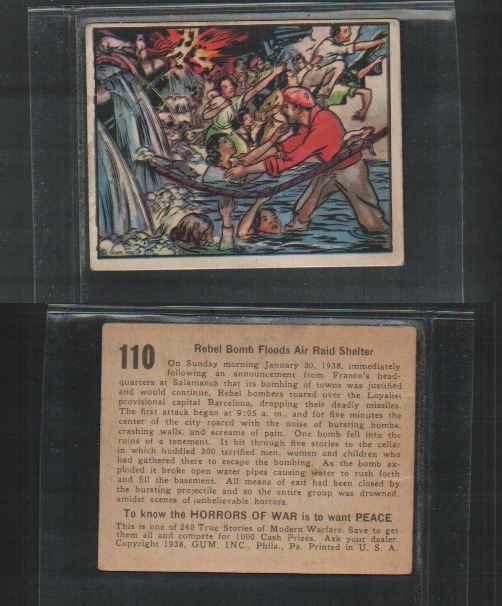 110
Rebel Bomb Floods Air Raid Shelter
On Sunday morning January 30, 1938, immediately
following an announcement from Franco's head-
quarters at Salamanca that its bombing of towns was justified
and would continue, Rebel bombers roared over the Loyalist
provisional capital Barcelona, dropping their deadly missiles.
The first attack began at 9:05 a. m., and for five minutes the
center of the city roared with the noise of bursting bombs,
crashing walls, and screams of pain. One bomb fell into the
ruins of a tenement. It bit through five stories to the cellar
in which huddled 300 terrified men, women and children who
had gathered there to escape the bombing. As the bomb ex-
ploded it broke open water pipes causing water to rush forth
and fill the basement. All means of exit had been closed by
the bursting projectile and so the entire group was drowned,
amidst scenes of unbelievable horrors.
To know the HORRORS OF WAR is to want PEACE
This is one of 240 True Stories of Modern Warfare. Save to get
them all and compete for 1000 Cash Prizes. Ask your dealer.
Copyright 1938, GUM, INC., Phila., Pa. Printed in U. S. A.